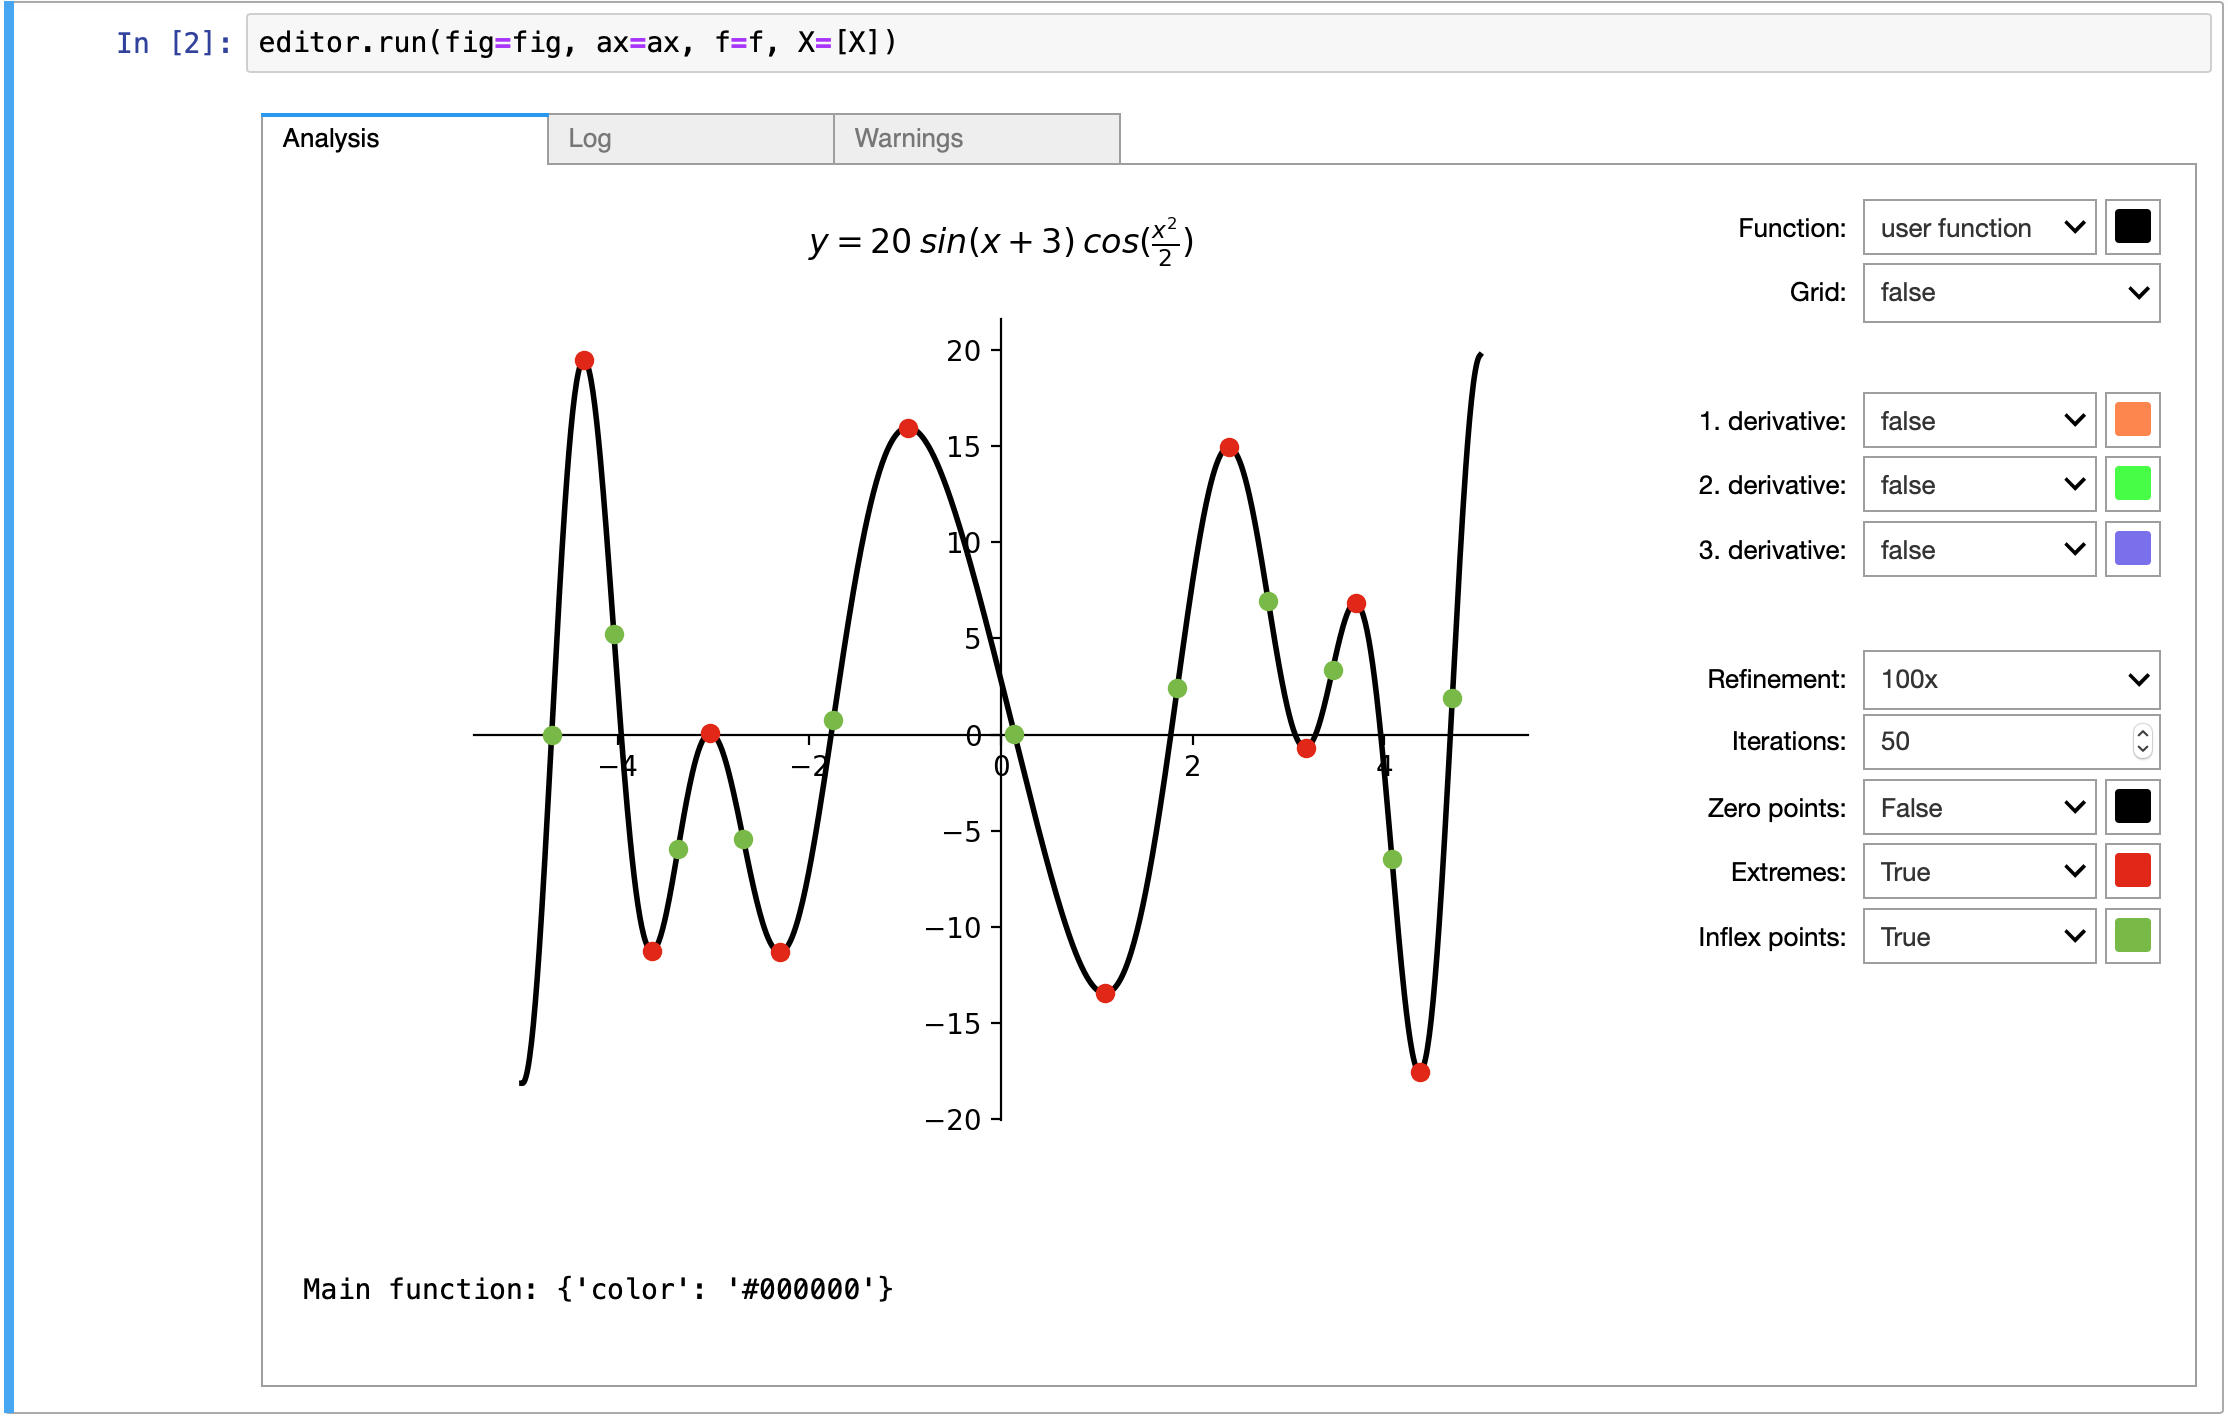 In [2]: editor.run(fig=fig, ax=ax, f=f, X=[X])
Analysis Log Warnings
y = 20 sin(x + 3) cos(x²/2)
Function: user function
Grid: false
1. derivative: false
2. derivative: false
3. derivative: false
Refinement: 100x
Iterations: 50
Zero points: False
Extremes: True
Inflex points: True
20
15
10
5
0
−5
−10
−15
−20
−4 −2 0 2 4
Main function: {'color': '#000000'}